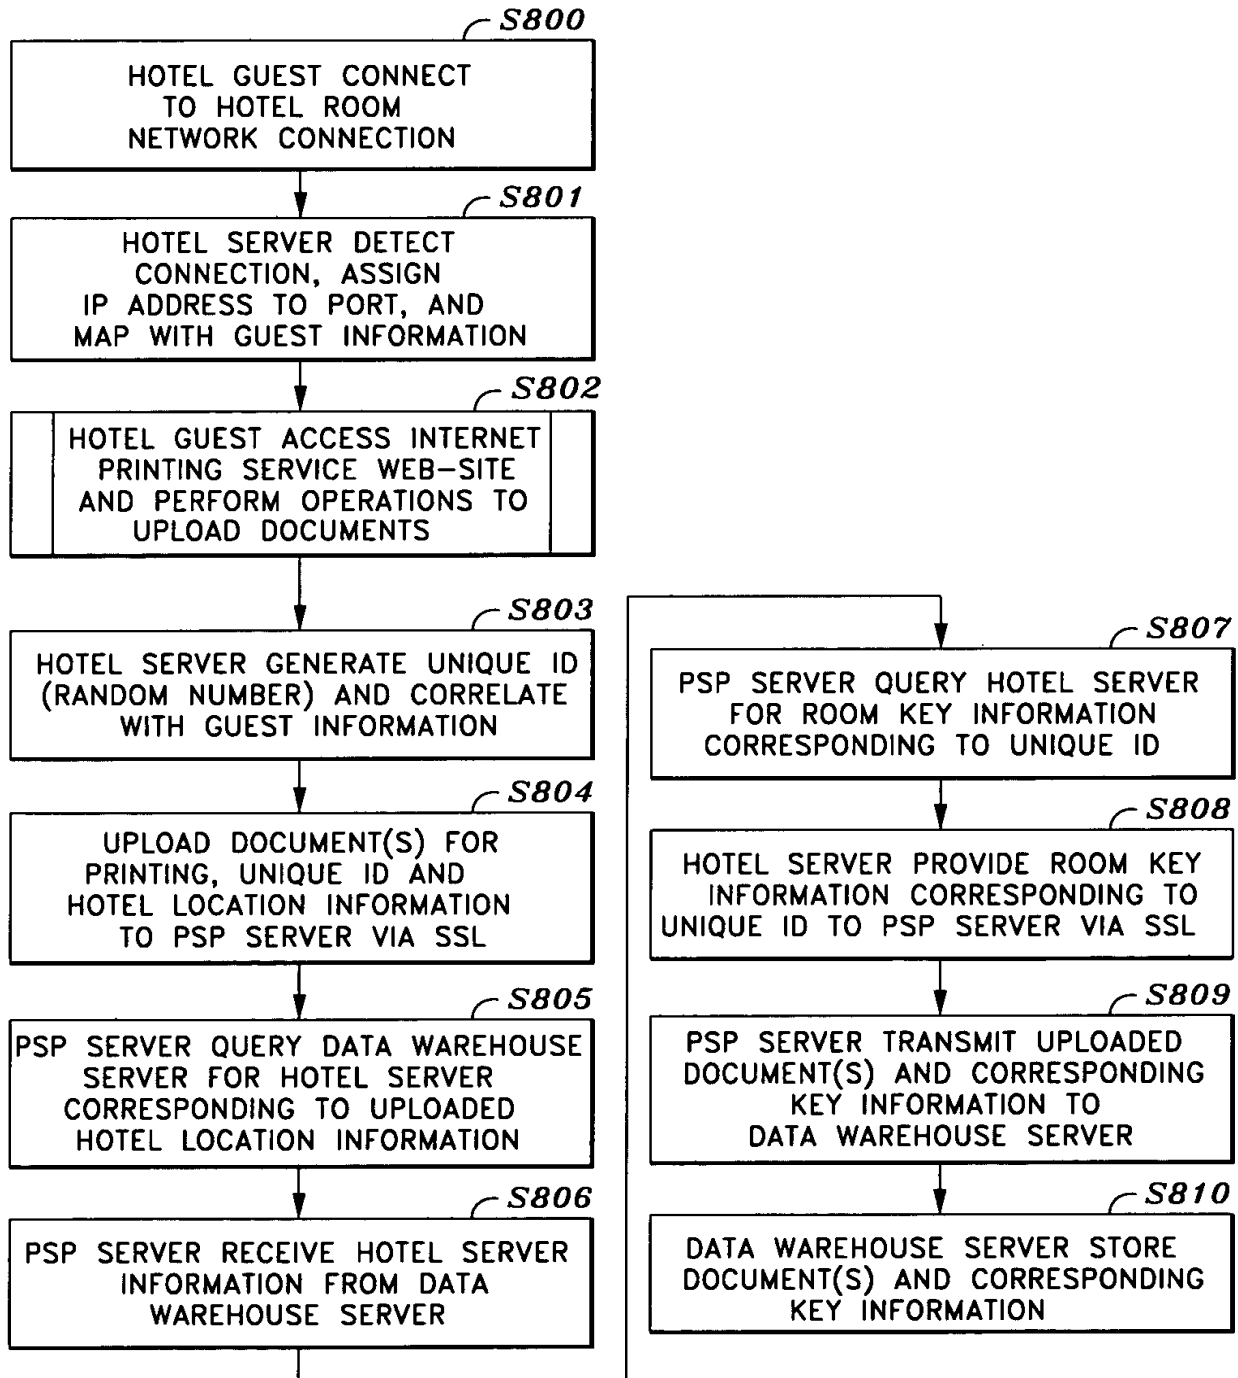 S800
HOTEL GUEST CONNECT
TO HOTEL ROOM
NETWORK CONNECTION
S801
HOTEL SERVER DETECT
CONNECTION, ASSIGN
IP ADDRESS TO PORT, AND
MAP WITH GUEST INFORMATION
S802
HOTEL GUEST ACCESS INTERNET
PRINTING SERVICE WEB-SITE
AND PERFORM OPERATIONS TO
UPLOAD DOCUMENTS
S803
HOTEL SERVER GENERATE UNIQUE ID
(RANDOM NUMBER) AND CORRELATE
WITH GUEST INFORMATION
S804
UPLOAD DOCUMENT(S) FOR
PRINTING, UNIQUE ID AND
HOTEL LOCATION INFORMATION
TO PSP SERVER VIA SSL
S805
PSP SERVER QUERY DATA WAREHOUSE
SERVER FOR HOTEL SERVER
CORRESPONDING TO UPLOADED
HOTEL LOCATION INFORMATION
S806
PSP SERVER RECEIVE HOTEL SERVER
INFORMATION FROM DATA
WAREHOUSE SERVER
S807
PSP SERVER QUERY HOTEL SERVER
FOR ROOM KEY INFORMATION
CORRESPONDING TO UNIQUE ID
S808
HOTEL SERVER PROVIDE ROOM KEY
INFORMATION CORRESPONDING TO
UNIQUE ID TO PSP SERVER VIA SSL
S809
PSP SERVER TRANSMIT UPLOADED
DOCUMENT(S) AND CORRESPONDING
KEY INFORMATION TO
DATA WAREHOUSE SERVER
S810
DATA WAREHOUSE SERVER STORE
DOCUMENT(S) AND CORRESPONDING
KEY INFORMATION